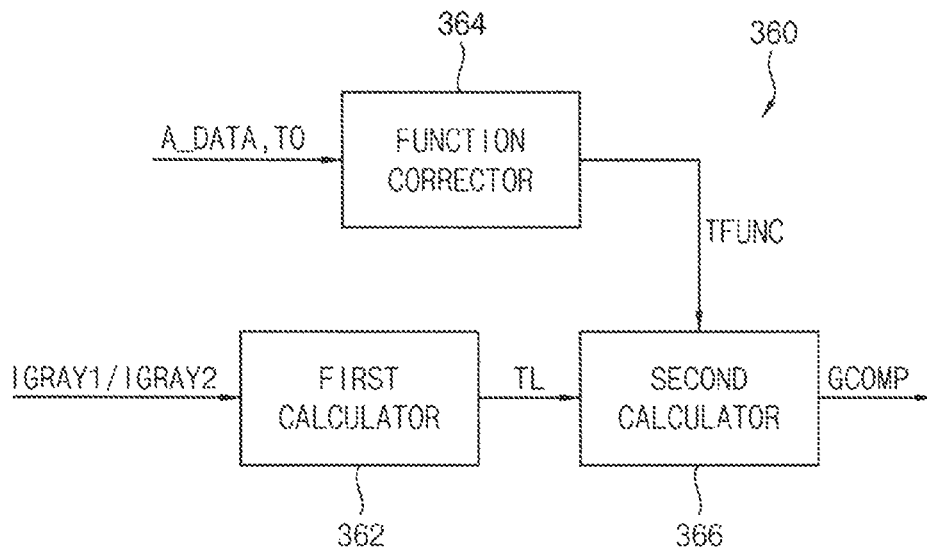 364
360
A_DATA,TO
FUNCTION
CORRECTOR
TFUNC
IGRAY1/IGRAY2
FIRST
CALCULATOR
TL
SECOND
CALCULATOR
GCOMP
362
366